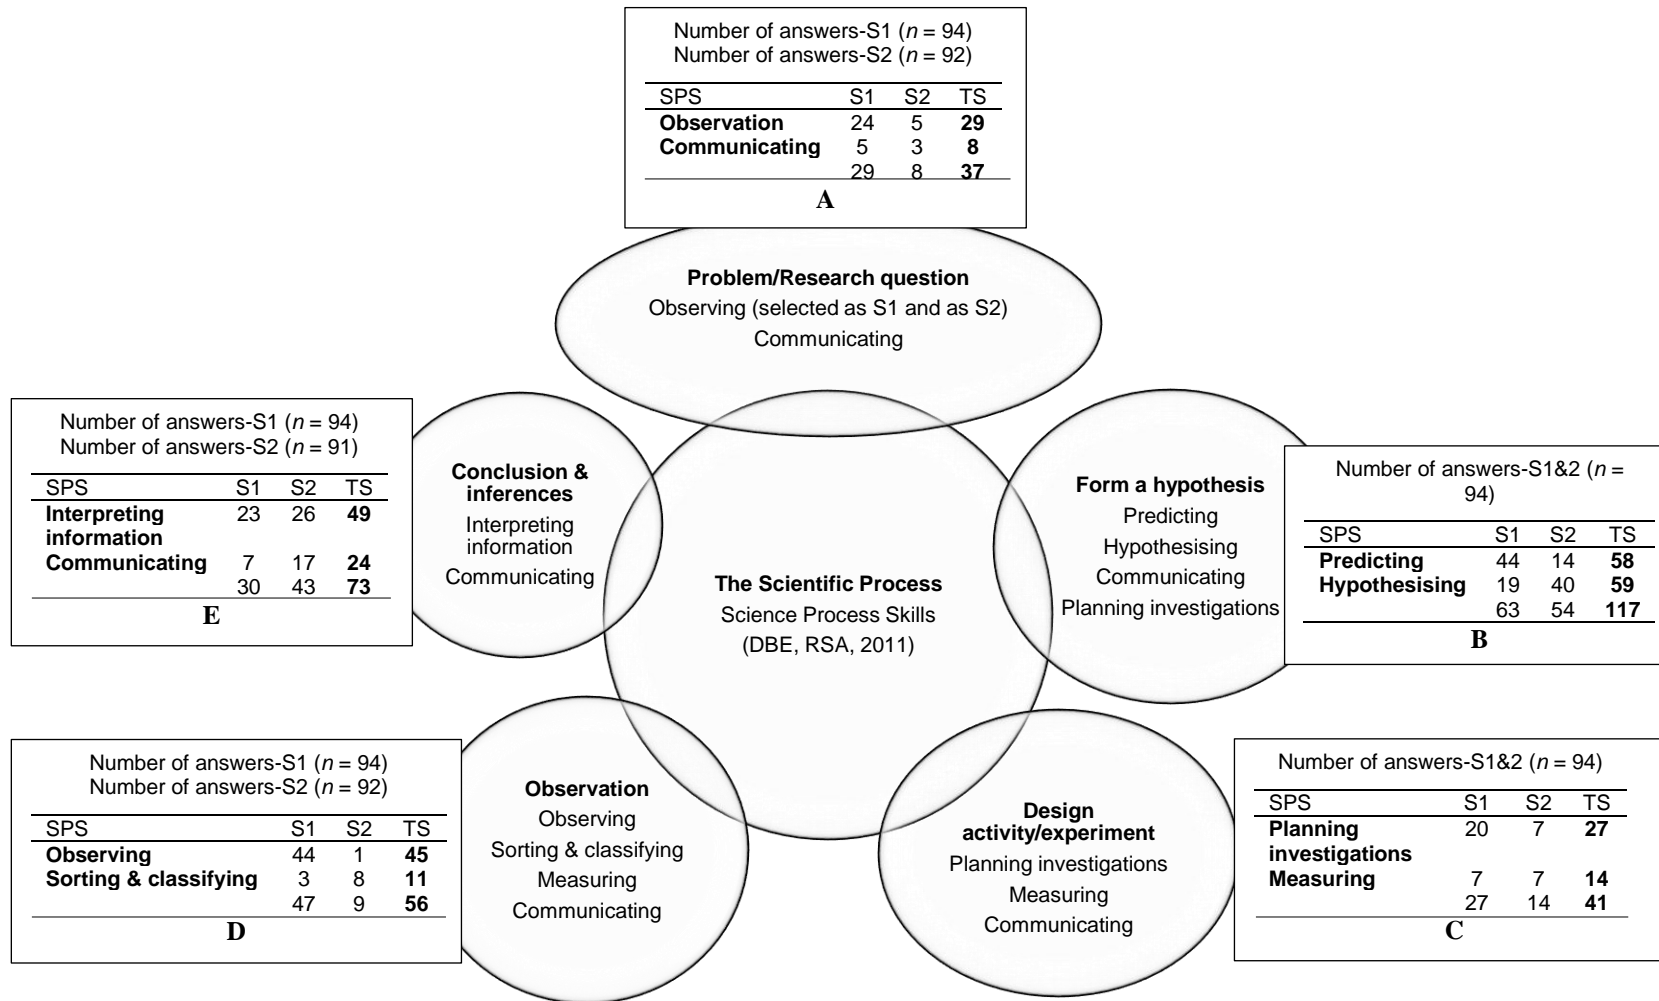 Number of answers-S1 (n = 94)
Number of answers-S2 (n = 92)
SPS S1 S2 TS
Observation 24 5 29
Communicating 5 3 8
29 8 37
A
Problem/Research question
Observing (selected as S1 and as S2)
Communicating
Number of answers-S1 (n = 94)
Number of answers-S2 (n = 91)
SPS S1 S2 TS
Interpreting 23 26 49
information
Communicating 7 17 24
30 43 73
E
Conclusion &
inferences
Interpreting
information
Communicating
The Scientific Process
Science Process Skills
(DBE, RSA, 2011)
Form a hypothesis
Predicting
Hypothesising
Communicating
Planning investigations
Number of answers-S1&2 (n =
94)
SPS S1 S2 TS
Predicting 44 14 58
Hypothesising 19 40 59
63 54 117
B
Number of answers-S1 (n = 94)
Number of answers-S2 (n = 92)
SPS S1 S2 TS
Observing 44 1 45
Sorting & classifying 3 8 11
47 9 56
D
Observation
Observing
Sorting & classifying
Measuring
Communicating
Design
activity/experiment
Planning investigations
Measuring
Communicating
Number of answers-S1&2 (n = 94)
SPS S1 S2 TS
Planning 20 7 27
investigations
Measuring 7 7 14
27 14 41
C